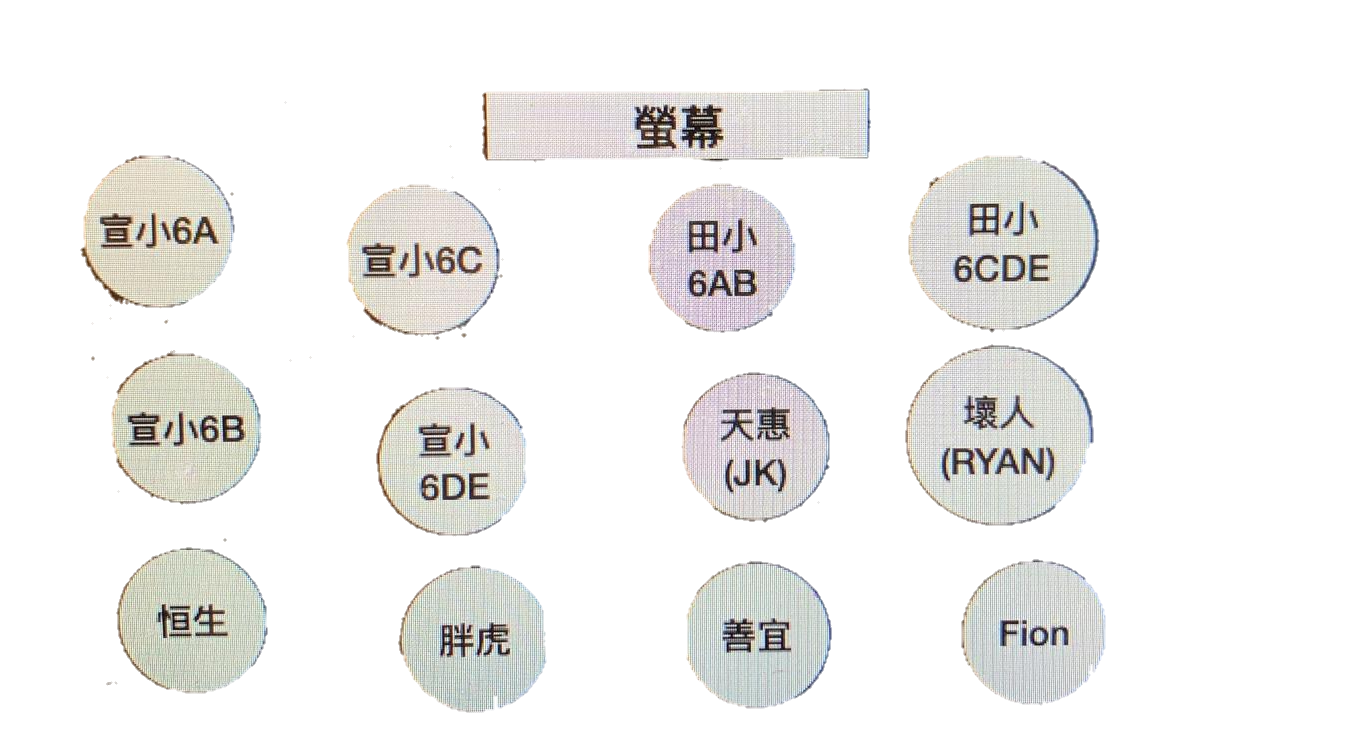 螢幕
宣小6A
宣小6C
田小
6AB
田小
6CDE
宣小6B
宣小
6DE
天惠
(JK)
壞人
(RYAN)
恒生
胖虎
善宜
Fion